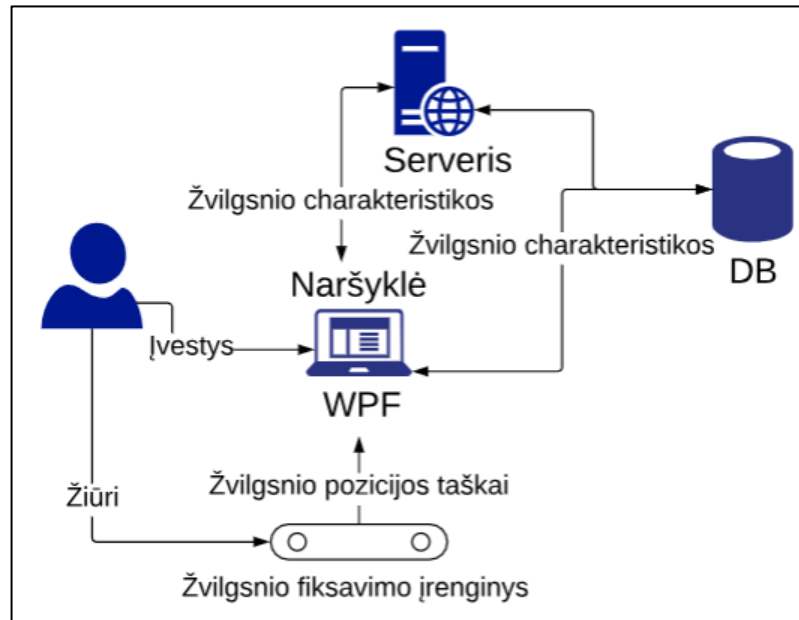 Serveris
Žvilgsnio charakteristikos
Žvilgsnio charakteristikos
DB
Naršyklė
Įvestys
WPF
Žvilgsnio pozicijos taškai
Žiūri
Žvilgsnio fiksavimo įrenginys